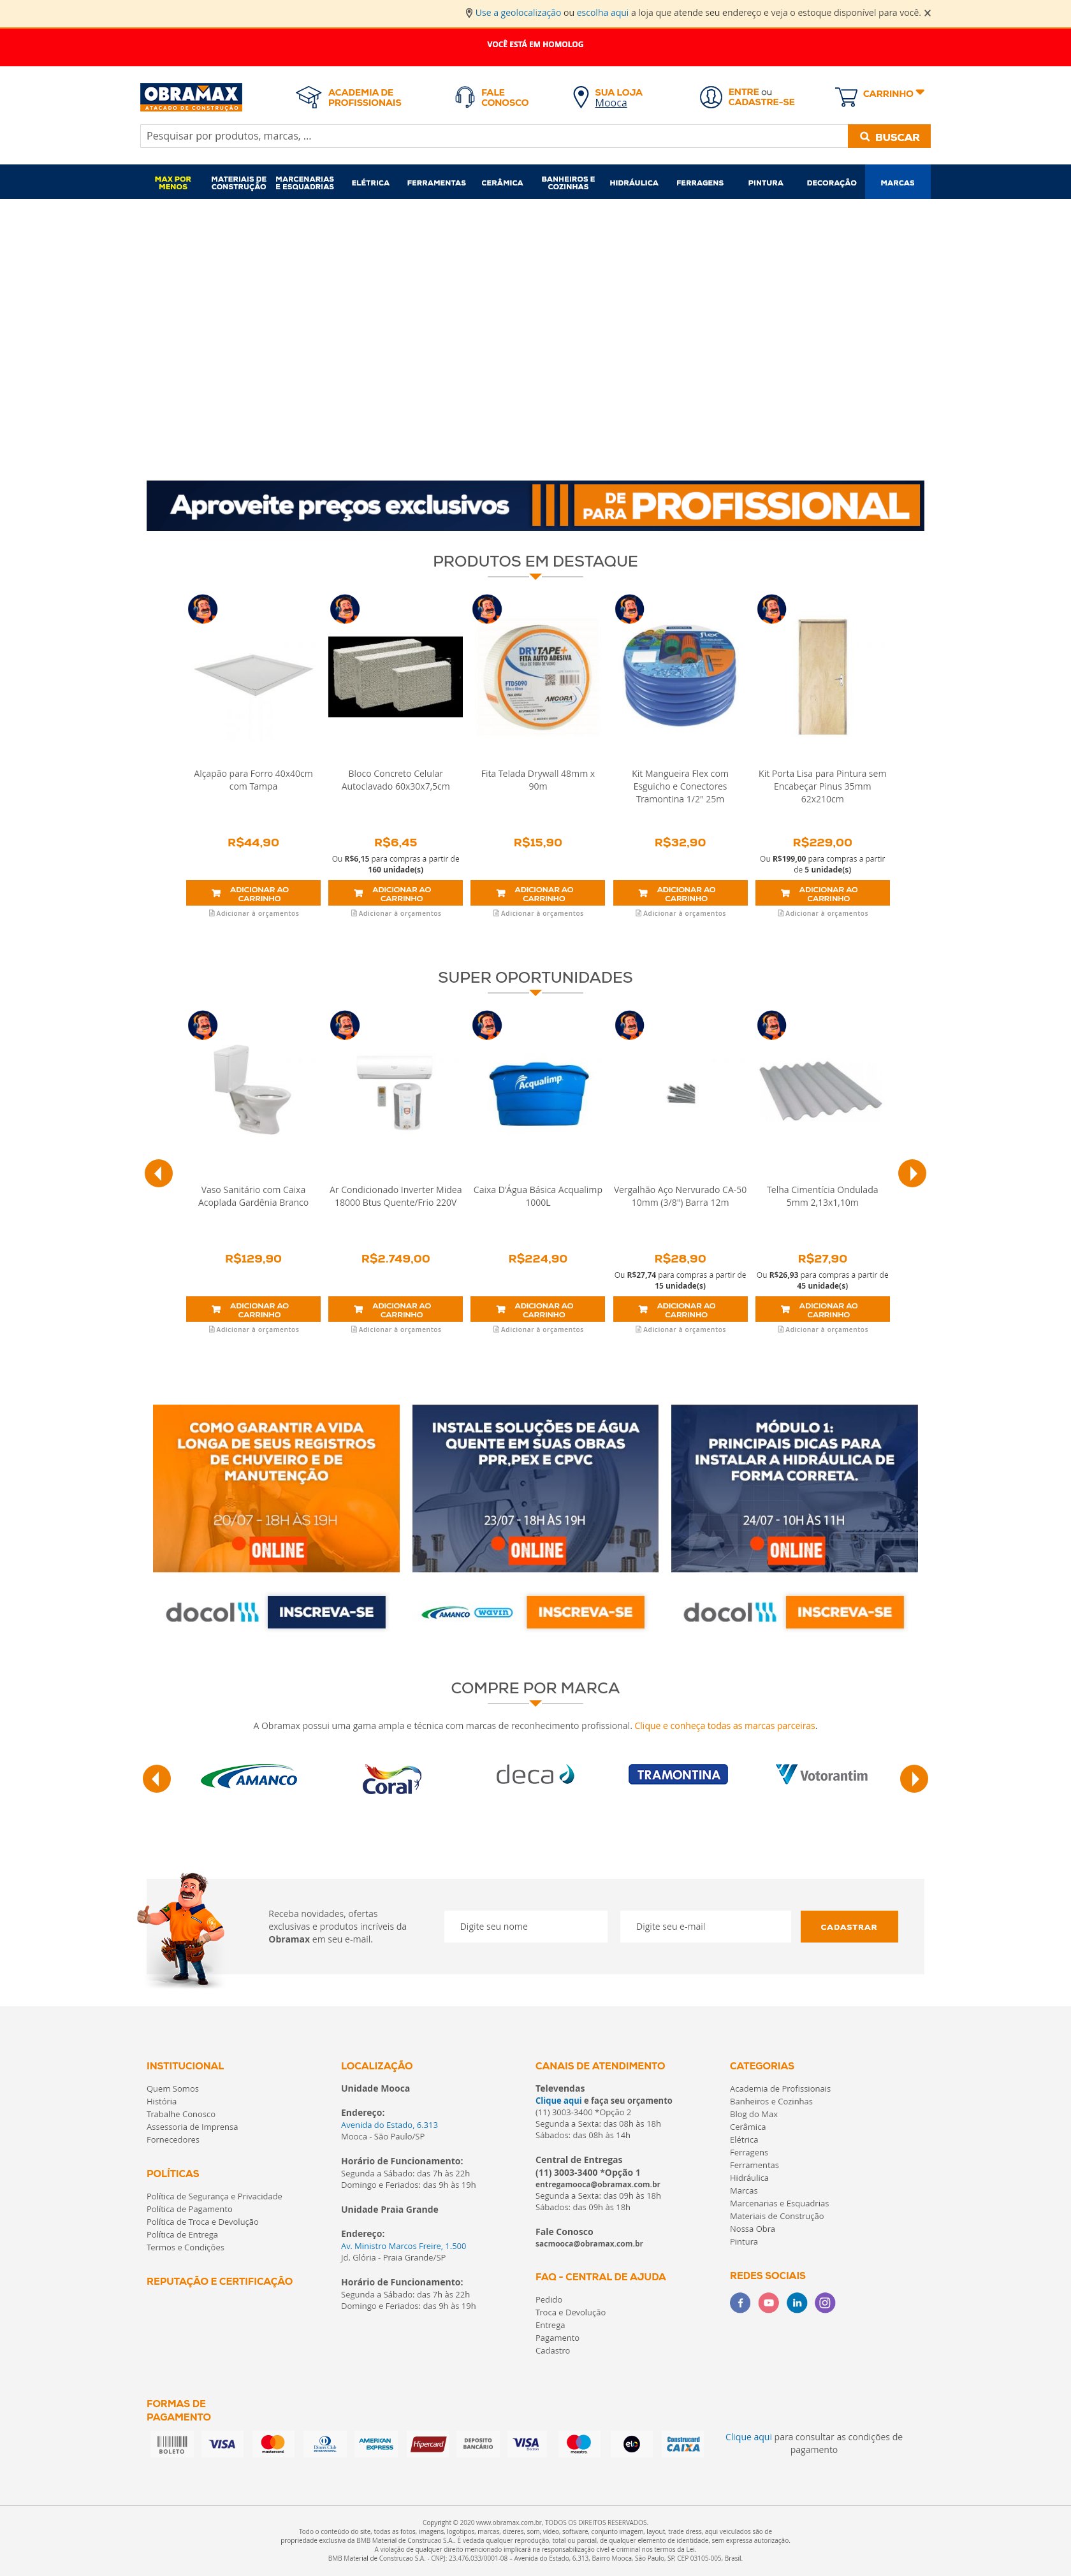 Use a geolocalização ou escolha aqui a loja que atende seu endereço e veja o estoque disponível para você. ×
VOCÊ ESTÁ EM HOMOLOG
OBRAMAX
ATACADO DE CONSTRUÇÃO
ACADEMIA DE
PROFISSIONAIS
FALE
CONOSCO
SUA LOJA
Mooca
ENTRE ou
CADASTRE-SE
CARRINHO
Pesquisar por produtos, marcas, ...
BUSCAR
MAX POR
MENOS
MATERIAIS DE
CONSTRUÇÃO
MARCENARIAS
E ESQUADRIAS
ELÉTRICA
FERRAMENTAS
CERÂMICA
BANHEIROS E
COZINHAS
HIDRÁULICA
FERRAGENS
PINTURA
DECORAÇÃO
MARCAS
Aproveite preços exclusivos
DE
PARA
PROFISSIONAL
PRODUTOS EM DESTAQUE
DRYTAPE+
FITA AUTO ADESIVA
FTD5090
ANCORA
flex
Alçapão para Forro 40x40cm
com Tampa
Bloco Concreto Celular
Autoclavado 60x30x7,5cm
Fita Telada Drywall 48mm x
90m
Kit Mangueira Flex com
Esguicho e Conectores
Tramontina 1/2" 25m
Kit Porta Lisa para Pintura sem
Encabeçar Pinus 35mm
62x210cm
R$44,90
R$6,45
R$15,90
R$32,90
R$229,00
Ou R$6,15 para compras a partir de
160 unidade(s)
Ou R$199,00 para compras a partir
de 5 unidade(s)
ADICIONAR AO
CARRINHO
ADICIONAR AO
CARRINHO
ADICIONAR AO
CARRINHO
ADICIONAR AO
CARRINHO
ADICIONAR AO
CARRINHO
Adicionar à orçamentos
Adicionar à orçamentos
Adicionar à orçamentos
Adicionar à orçamentos
Adicionar à orçamentos
SUPER OPORTUNIDADES
Acqualimp
Vaso Sanitário com Caixa
Acoplada Gardênia Branco
Ar Condicionado Inverter Midea
18000 Btus Quente/Frio 220V
Caixa D'Água Básica Acqualimp
1000L
Vergalhão Aço Nervurado CA-50
10mm (3/8") Barra 12m
Telha Cimentícia Ondulada
5mm 2,13x1,10m
R$129,90
R$2.749,00
R$224,90
R$28,90
R$27,90
Ou R$27,74 para compras a partir de
15 unidade(s)
Ou R$26,93 para compras a partir de
45 unidade(s)
ADICIONAR AO
CARRINHO
ADICIONAR AO
CARRINHO
ADICIONAR AO
CARRINHO
ADICIONAR AO
CARRINHO
ADICIONAR AO
CARRINHO
Adicionar à orçamentos
Adicionar à orçamentos
Adicionar à orçamentos
Adicionar à orçamentos
Adicionar à orçamentos
COMO GARANTIR A VIDA
LONGA DE SEUS REGISTROS
DE CHUVEIRO E DE
MANUTENÇÃO
20/07 - 18H ÀS 19H
ONLINE
docol
INSCREVA-SE
INSTALE SOLUÇÕES DE ÁGUA
QUENTE EM SUAS OBRAS
PPR,PEX E CPVC
23/07 - 18H ÀS 19H
ONLINE
AMANCO wavin
INSCREVA-SE
MÓDULO 1:
PRINCIPAIS DICAS PARA
INSTALAR A HIDRÁULICA DE
FORMA CORRETA.
24/07 - 10H ÀS 11H
ONLINE
docol
INSCREVA-SE
COMPRE POR MARCA
A Obramax possui uma gama ampla e técnica com marcas de reconhecimento profissional. Clique e conheça todas as marcas parceiras.
AMANCO
Coral
deca
TRAMONTINA
Votorantim
Receba novidades, ofertas
exclusivas e produtos incríveis da
Obramax em seu e-mail.
Digite seu nome
Digite seu e-mail
CADASTRAR
INSTITUCIONAL
Quem Somos
História
Trabalhe Conosco
Assessoria de Imprensa
Fornecedores
POLÍTICAS
Política de Segurança e Privacidade
Política de Pagamento
Política de Troca e Devolução
Política de Entrega
Termos e Condições
REPUTAÇÃO E CERTIFICAÇÃO
LOCALIZAÇÃO
Unidade Mooca
Endereço:
Avenida do Estado, 6.313
Mooca - São Paulo/SP
Horário de Funcionamento:
Segunda a Sábado: das 7h às 22h
Domingo e Feriados: das 9h às 19h
Unidade Praia Grande
Endereço:
Av. Ministro Marcos Freire, 1.500
Jd. Glória - Praia Grande/SP
Horário de Funcionamento:
Segunda a Sábado: das 7h às 22h
Domingo e Feriados: das 9h às 19h
CANAIS DE ATENDIMENTO
Televendas
Clique aqui e faça seu orçamento
(11) 3003-3400 *Opção 2
Segunda a Sexta: das 08h às 18h
Sábados: das 08h às 14h
Central de Entregas
(11) 3003-3400 *Opção 1
entregamooca@obramax.com.br
Segunda a Sexta: das 09h às 18h
Sábados: das 09h às 18h
Fale Conosco
sacmooca@obramax.com.br
FAQ - CENTRAL DE AJUDA
Pedido
Troca e Devolução
Entrega
Pagamento
Cadastro
CATEGORIAS
Academia de Profissionais
Banheiros e Cozinhas
Blog do Max
Cerâmica
Elétrica
Ferragens
Ferramentas
Hidráulica
Marcas
Marcenarias e Esquadrias
Materiais de Construção
Nossa Obra
Pintura
REDES SOCIAIS
FORMAS DE
PAGAMENTO
BOLETO
VISA
mastercard
Diners Club
INTERNATIONAL
AMERICAN
EXPRESS
Hipercard
DEPOSITO
BANCÁRIO
VISA
Electron
maestro
elo
Construcard
CAIXA
Clique aqui para consultar as condições de
pagamento
Copyright © 2020 www.obramax.com.br, TODOS OS DIREITOS RESERVADOS.
Todo o conteúdo do site, todas as fotos, imagens, logotipos, marcas, dizeres, som, vídeo, software, conjunto imagem, layout, trade dress, aqui veiculados são de
propriedade exclusiva da BMB Material de Construcao S.A.. É vedada qualquer reprodução, total ou parcial, de qualquer elemento de identidade, sem expressa autorização.
A violação de qualquer direito mencionado implicará na responsabilização cível e criminal nos termos da Lei.
BMB Material de Construcao S.A. - CNPJ: 23.476.033/0001-08 – Avenida do Estado, 6.313, Bairro Mooca, São Paulo, SP, CEP 03105-005, Brasil.